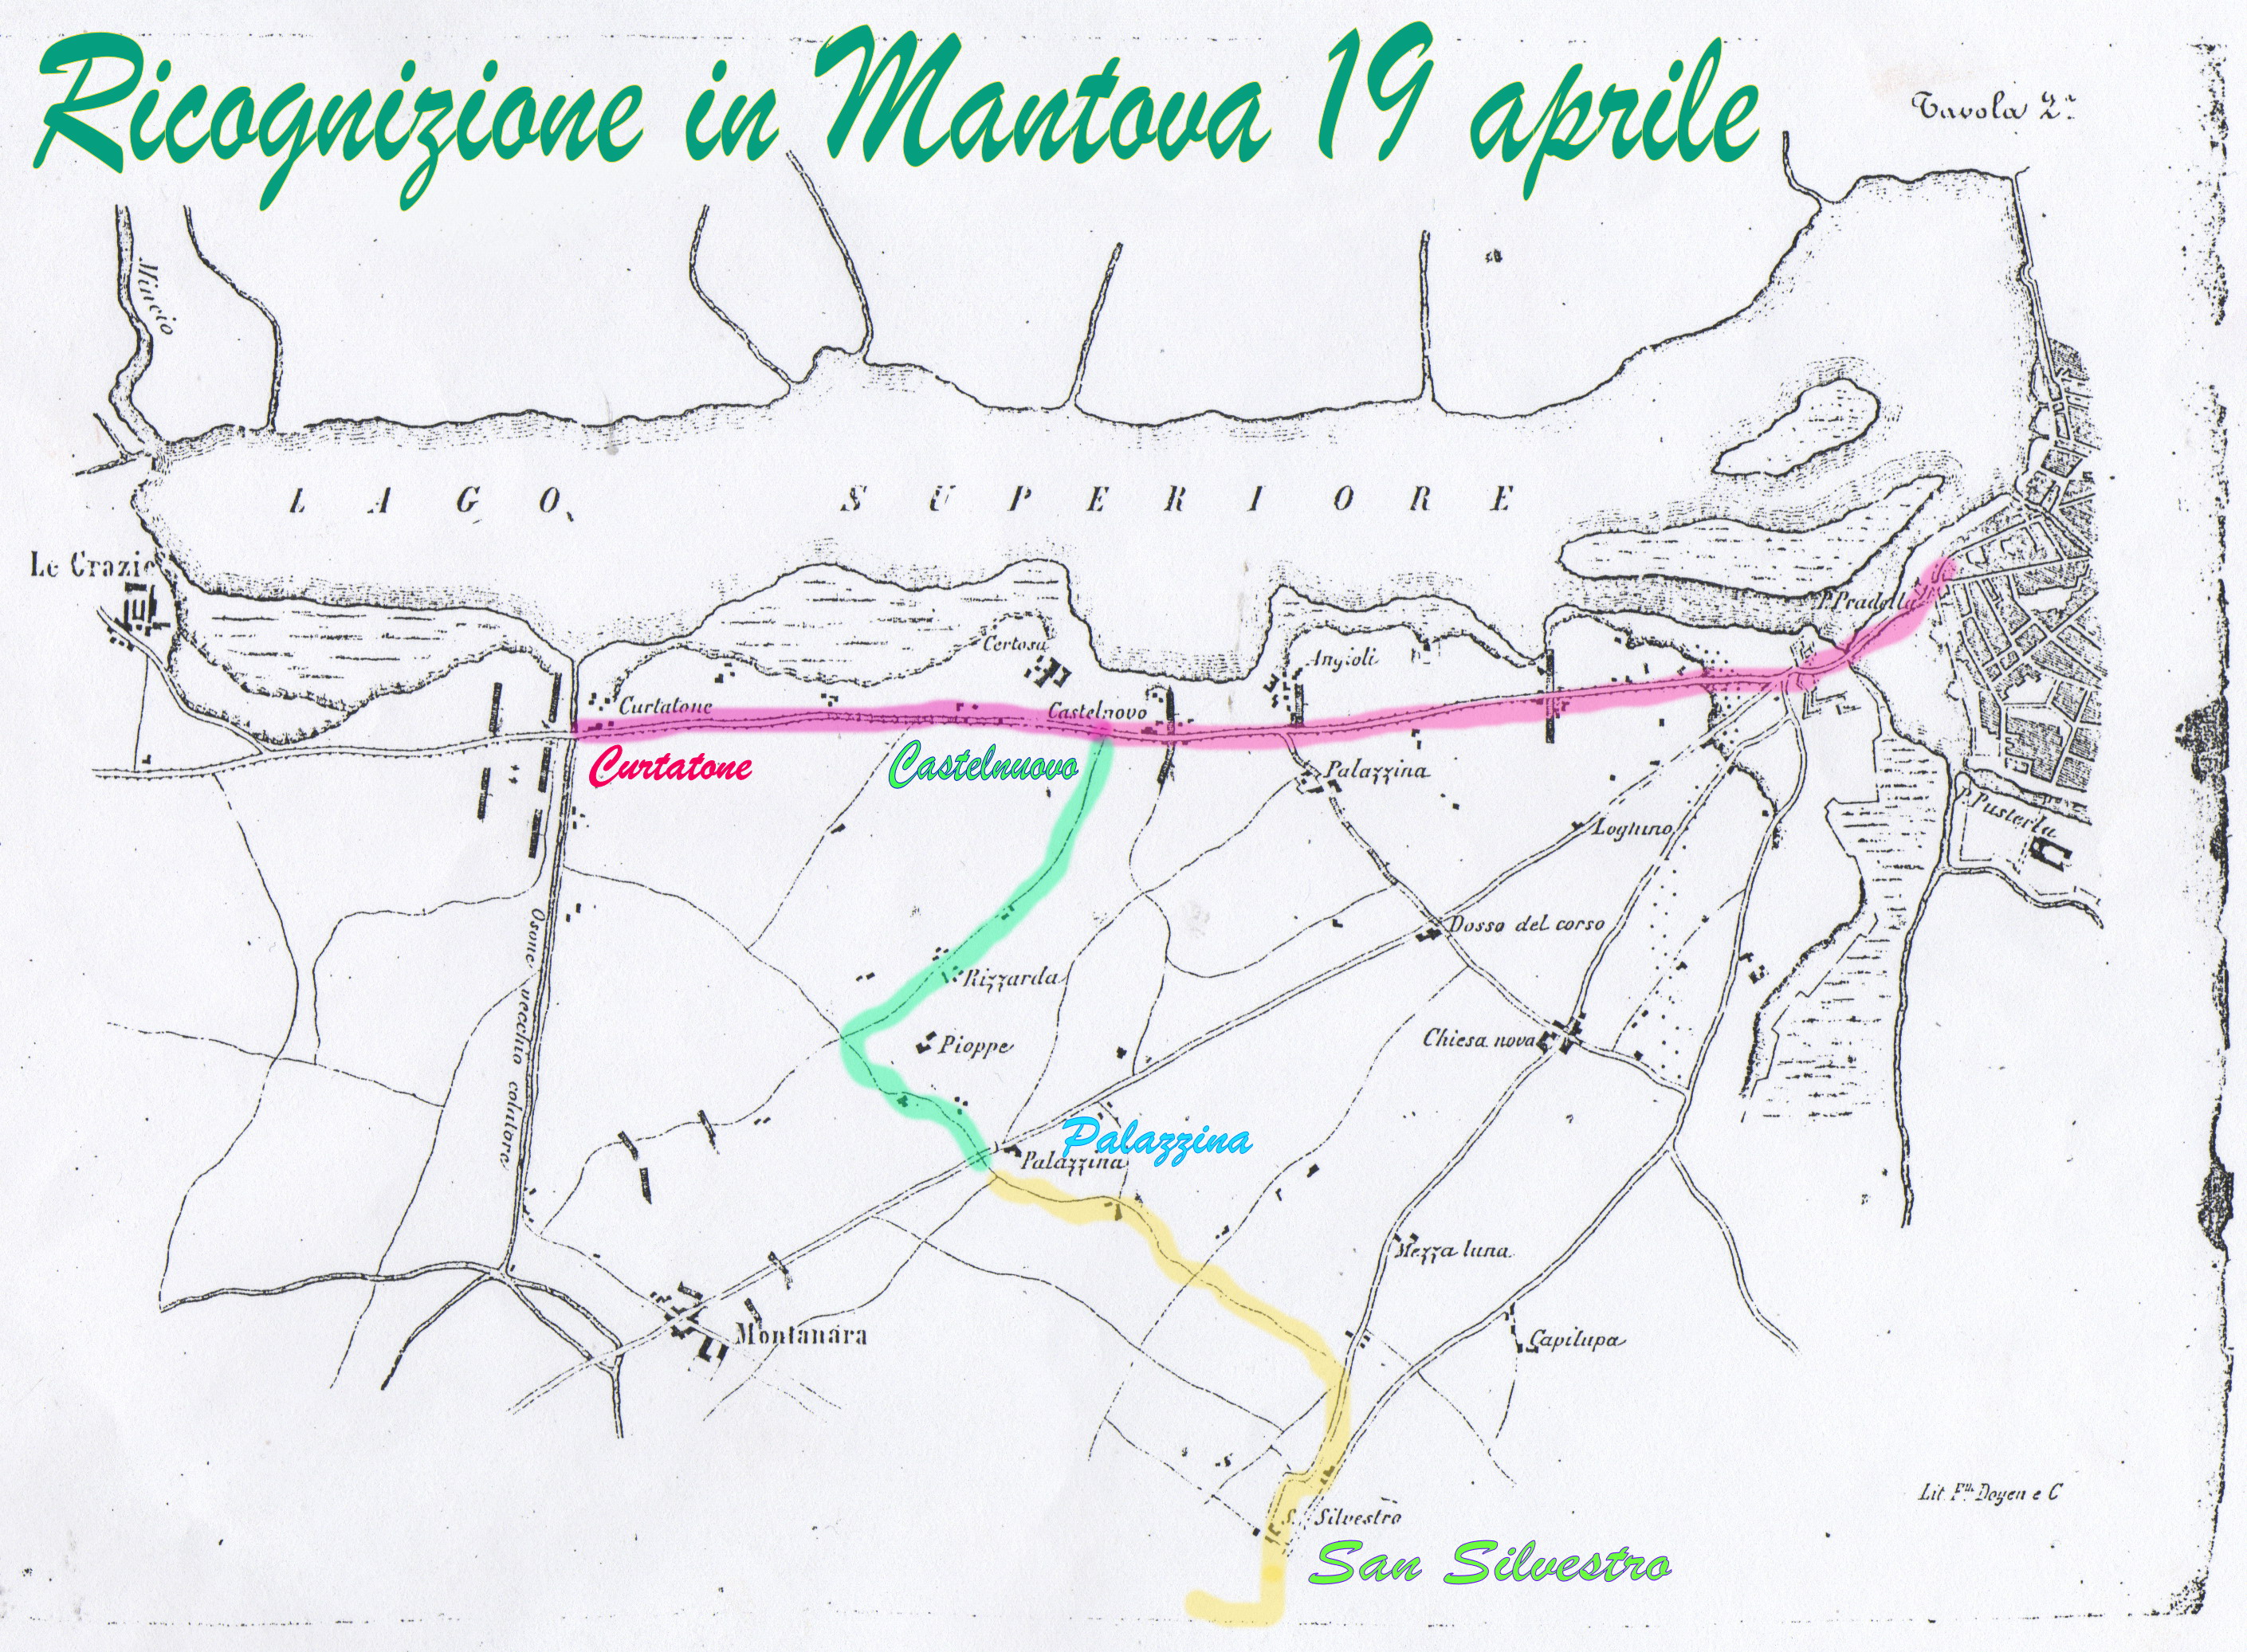 Ricognizione in Mantova 19 aprile
Tavola 2.ª
Mincio
LAGO SUPERIORE
Le Grazie
P. Pradella
Certosa
Angioli
Curtatone
Castelnovo
Curtatone
Castelnuovo
Palazzina
P. Pusterla
Loghino
Osone vecchio colatore
Dosso del corso
Rizzarda
Pioppe
Chiesa nova
Palazzina
Palazzina
Mezza luna
Montanara
Capilupa
Lit. F.lli Doyen e C
S. Silvestro
San Silvestro